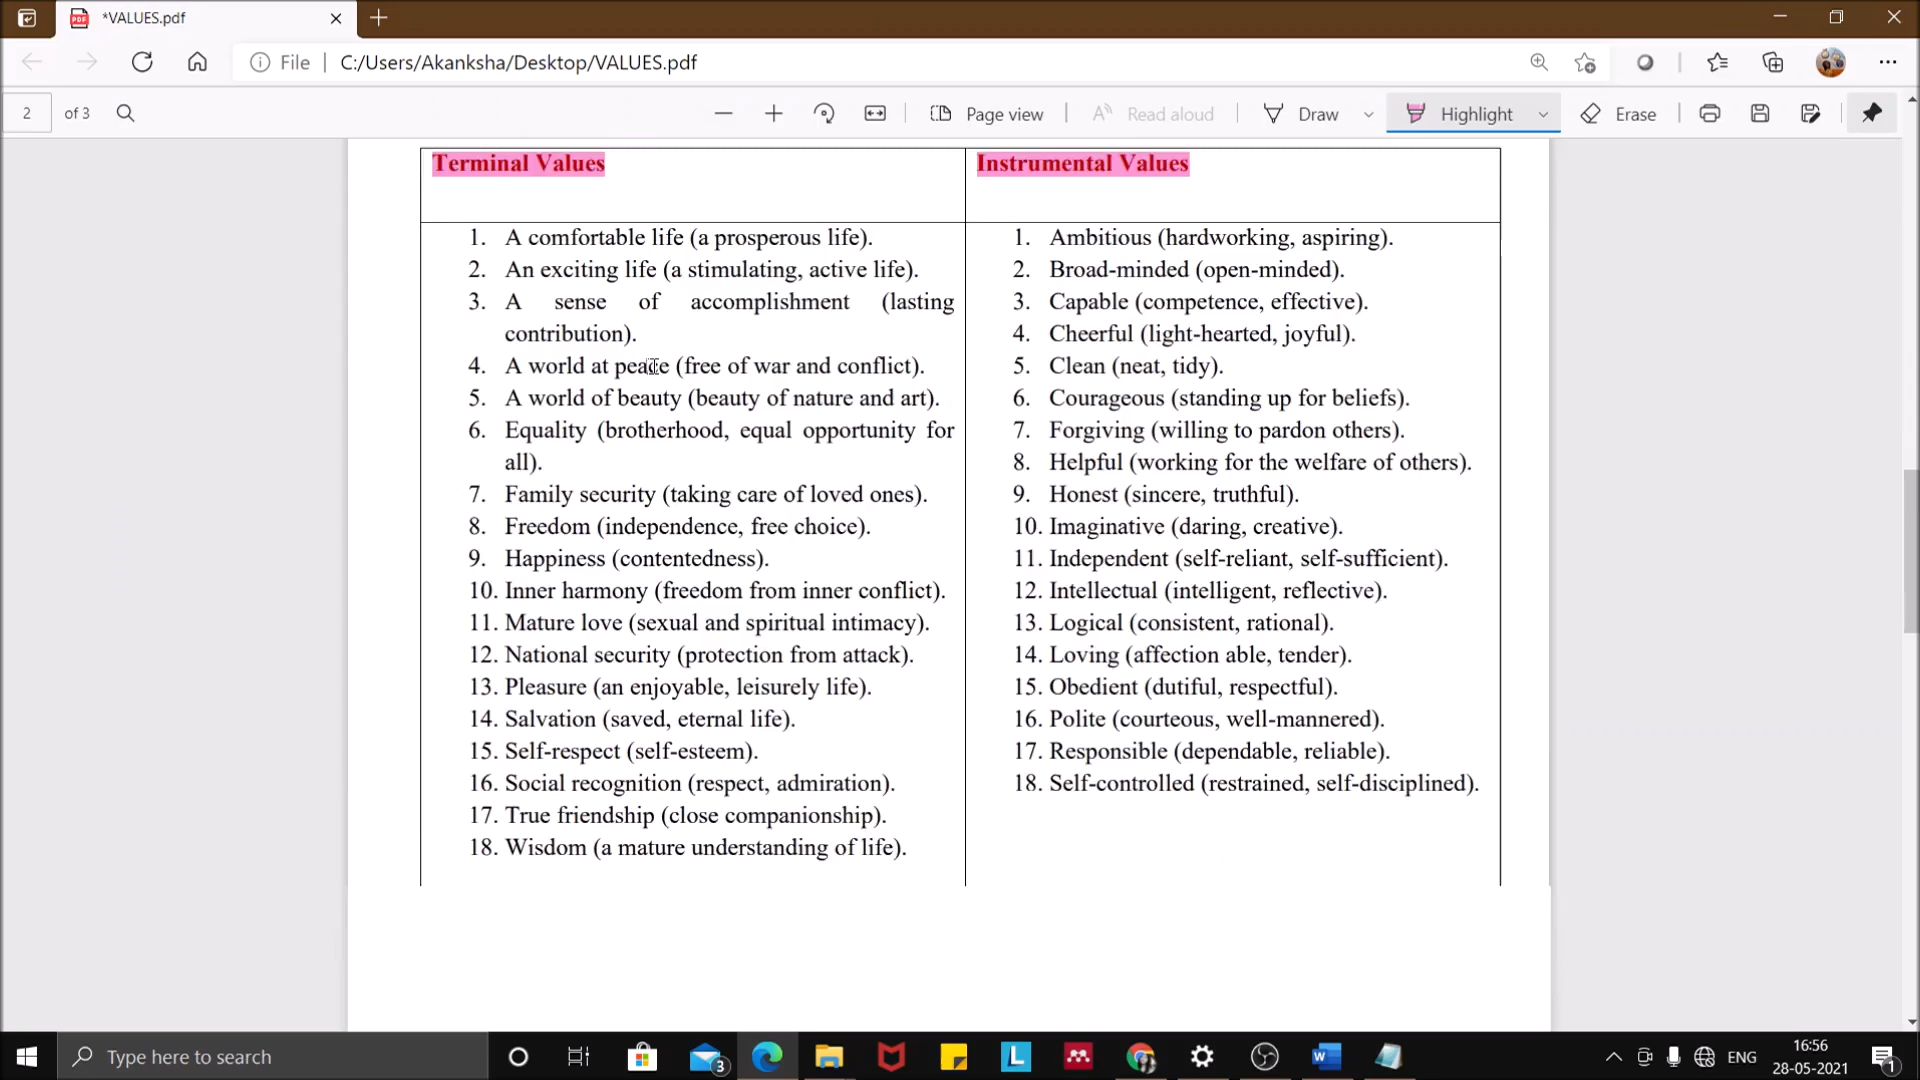 *VALUES.pdf
File
C:/Users/Akanksha/Desktop/VALUES.pdf
2 of 3
Page view
Read aloud
Draw
Highlight
Erase
Terminal Values
1. A comfortable life (a prosperous life).
2. An exciting life (a stimulating, active life).
3. A sense of accomplishment (lasting
contribution).
4. A world at peace (free of war and conflict).
5. A world of beauty (beauty of nature and art).
6. Equality (brotherhood, equal opportunity for
all).
7. Family security (taking care of loved ones).
8. Freedom (independence, free choice).
9. Happiness (contentedness).
10. Inner harmony (freedom from inner conflict).
11. Mature love (sexual and spiritual intimacy).
12. National security (protection from attack).
13. Pleasure (an enjoyable, leisurely life).
14. Salvation (saved, eternal life).
15. Self-respect (self-esteem).
16. Social recognition (respect, admiration).
17. True friendship (close companionship).
18. Wisdom (a mature understanding of life).
Instrumental Values
1. Ambitious (hardworking, aspiring).
2. Broad-minded (open-minded).
3. Capable (competence, effective).
4. Cheerful (light-hearted, joyful).
5. Clean (neat, tidy).
6. Courageous (standing up for beliefs).
7. Forgiving (willing to pardon others).
8. Helpful (working for the welfare of others).
9. Honest (sincere, truthful).
10. Imaginative (daring, creative).
11. Independent (self-reliant, self-sufficient).
12. Intellectual (intelligent, reflective).
13. Logical (consistent, rational).
14. Loving (affection able, tender).
15. Obedient (dutiful, respectful).
16. Polite (courteous, well-mannered).
17. Responsible (dependable, reliable).
18. Self-controlled (restrained, self-disciplined).
Type here to search
3
L
W
ENG
16:56
28-05-2021
1